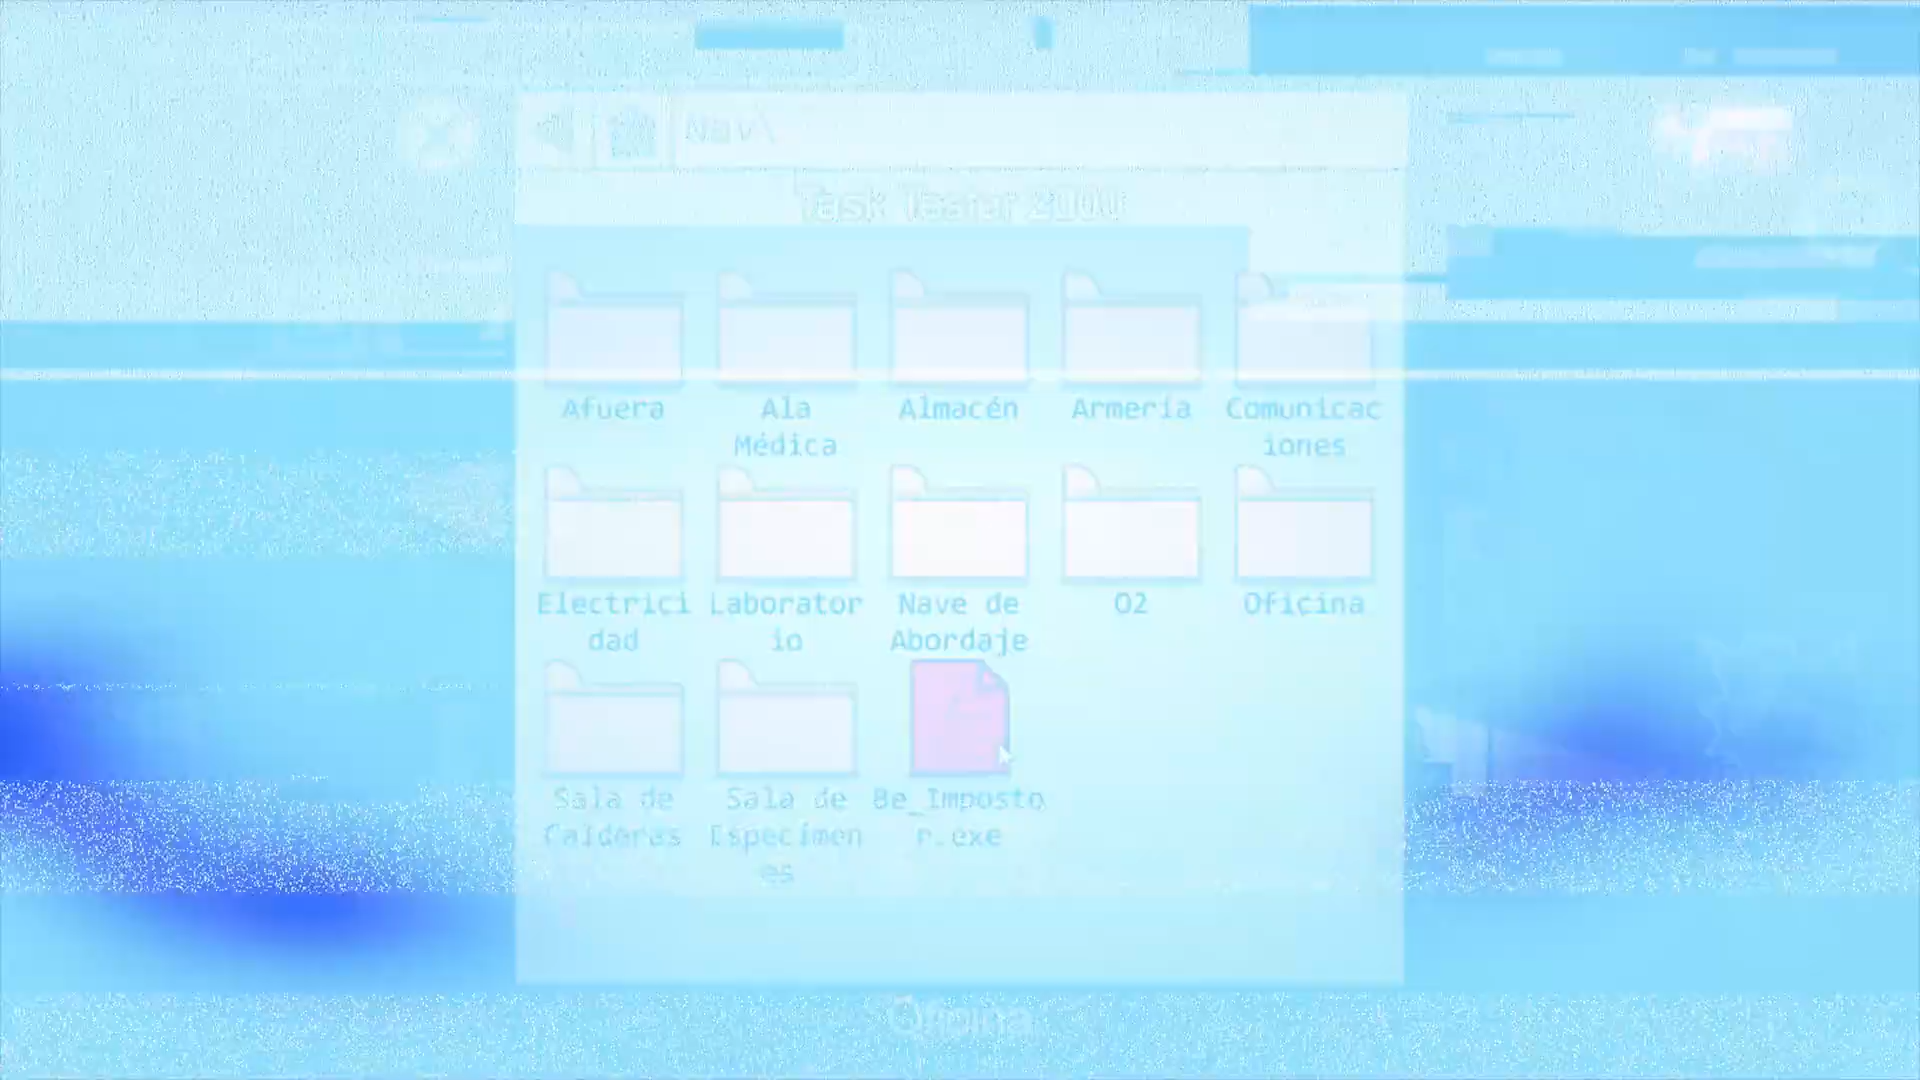 Nav\
Task Tester 2000
Afuera
Ala
Médica
Almacén
Armería
Comunicac
iones
Electrici
dad
Laborator
io
Nave de
Abordaje
O2
Oficina
Sala de
Calderas
Sala de
Especímen
es
Be_Imposto
r.exe
Oficina